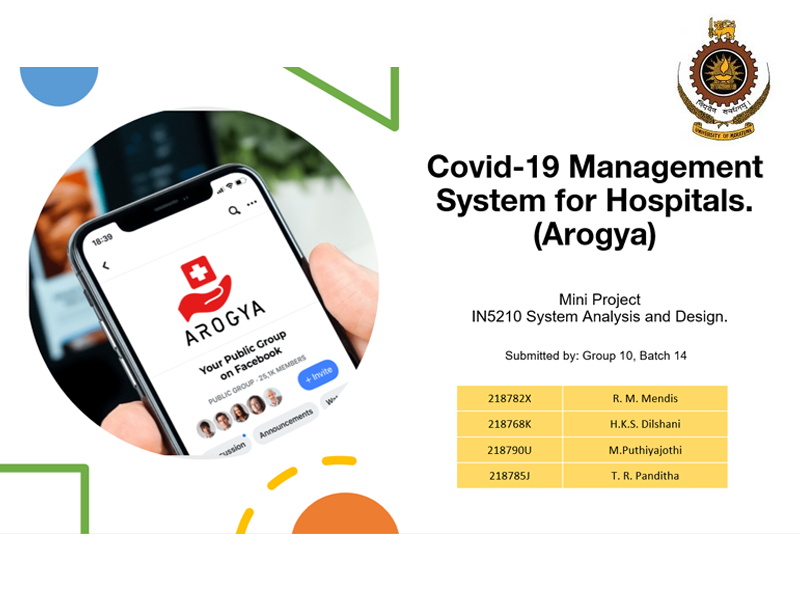 विद्यैव सर्वधनम्
UNIVERSITY OF MORATUWA
Covid-19 Management
System for Hospitals.
(Arogya)
Mini Project
IN5210 System Analysis and Design.
Submitted by: Group 10, Batch 14
218782X R. M. Mendis
218768K H.K.S. Dilshani
218790U M.Puthiyajothi
218785J T. R. Panditha
18:39
AROGYA
Your Public Group
on Facebook
PUBLIC GROUP · 25,1K MEMBERS
+ Invite
Announcements